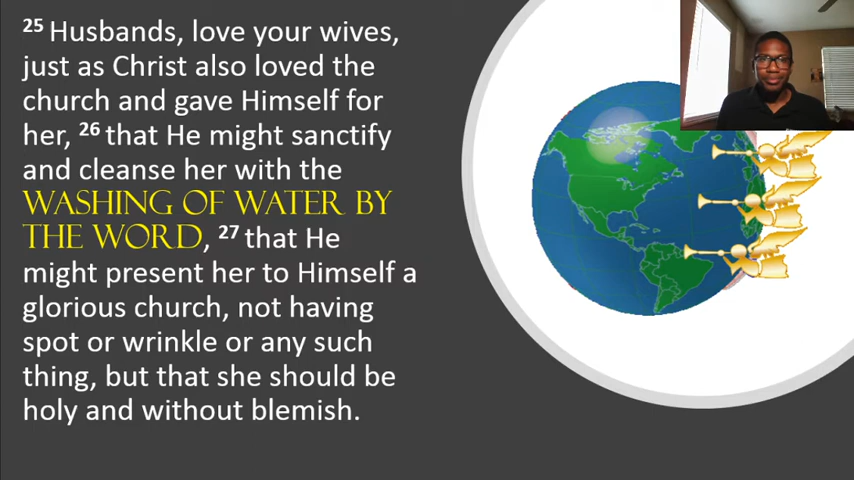 25 Husbands, love your wives,
just as Christ also loved the
church and gave Himself for
her, 26 that He might sanctify
and cleanse her with the
WASHING OF WATER BY
THE WORD, 27 that He
might present her to Himself a
glorious church, not having
spot or wrinkle or any such
thing, but that she should be
holy and without blemish.